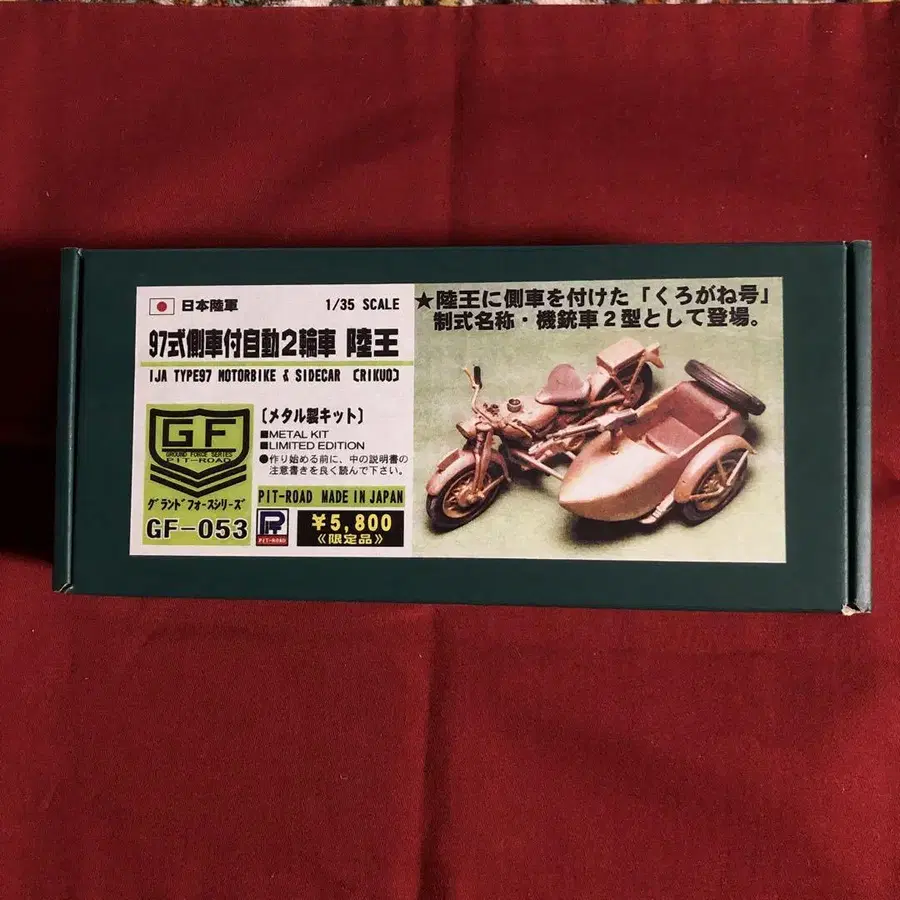 日本陸軍
1/35 SCALE
97式側車付自動2輪車 陸王
IJA TYPE97 MOTORBIKE & SIDECAR (RIKUO)
GF
GROUND FORCE SERIES
PIT-ROAD
グランドフォースシリーズ
GF-053
〔メタル製キット〕
■METAL KIT
■LIMITED EDITION
●作り始める前に、中の説明書の
注意書きを良く読んで下さい。
PIT-ROAD MADE IN JAPAN
PIT-ROAD
¥5,800
《限定品》
★陸王に側車を付けた「くろがね号」
制式名称・機銃車2型として登場。